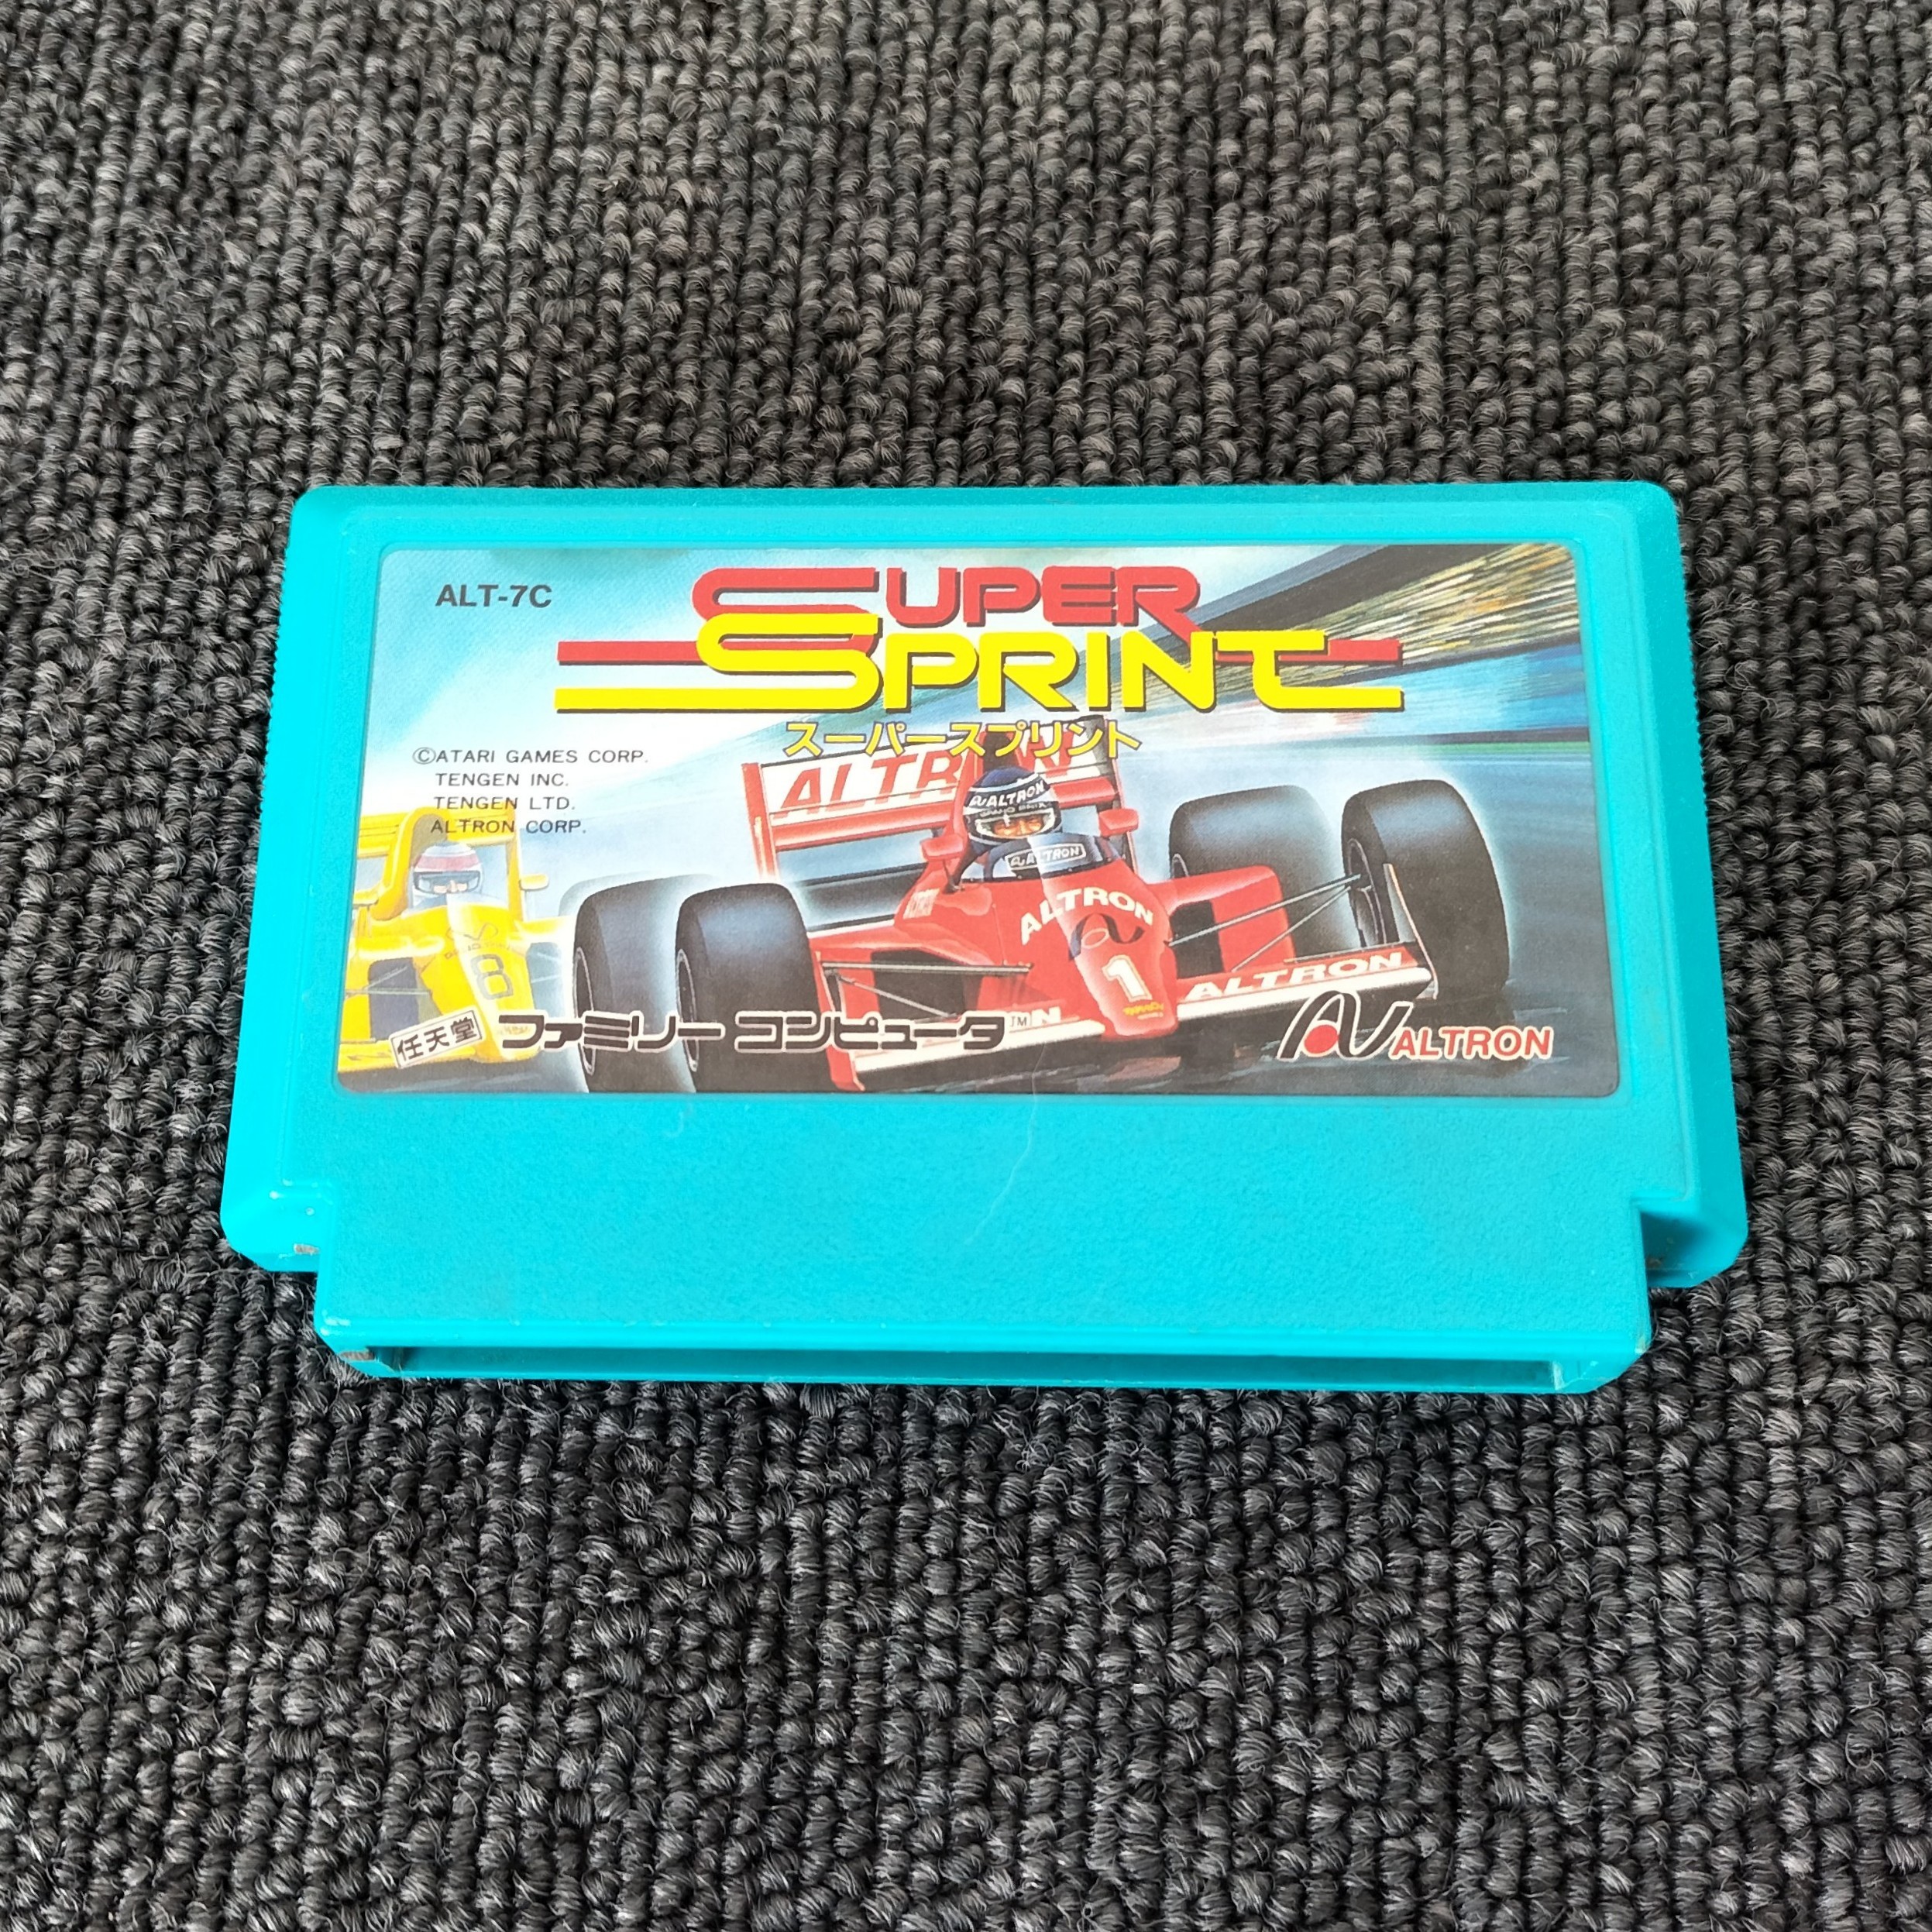 ALT-7C
SUPER
SPRINT
スーパースプリント
©ATARI GAMES CORP.
TENGEN INC.
TENGEN LTD.
ALTRON CORP.
ALTRON
ALTRON
ALTRON
ALTRON
1
8
ALTRON
任天堂 ファミリー コンピュータ TM
ALTRON